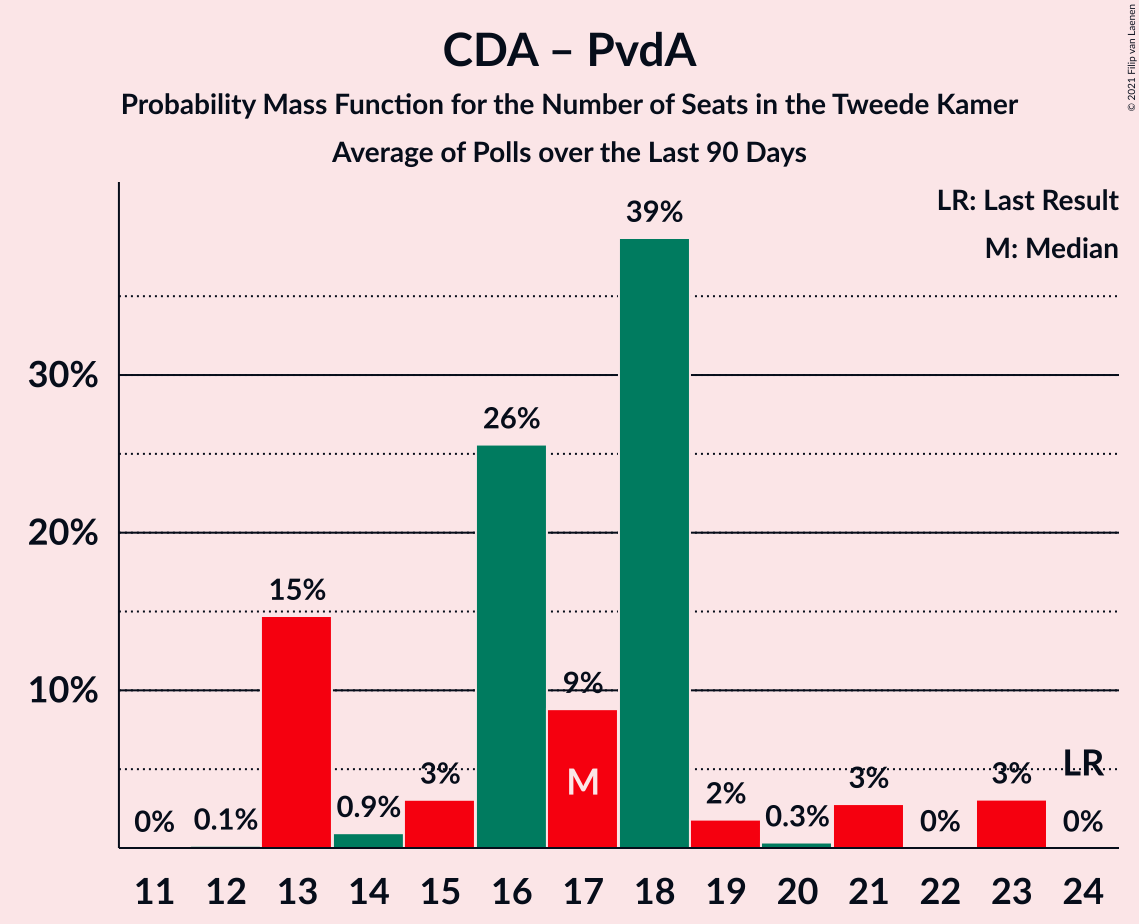 CDA – PvdA
Probability Mass Function for the Number of Seats in the Tweede Kamer
Average of Polls over the Last 90 Days
© 2021 Filip van Laenen
LR: Last Result
M: Median
39%
30%
26%
20%
15%
10%
9%
M
LR
3%
3%
3%
0.9%
2%
0%
0.1%
0.3%
0%
0%
11 12 13 14 15 16 17 18 19 20 21 22 23 24